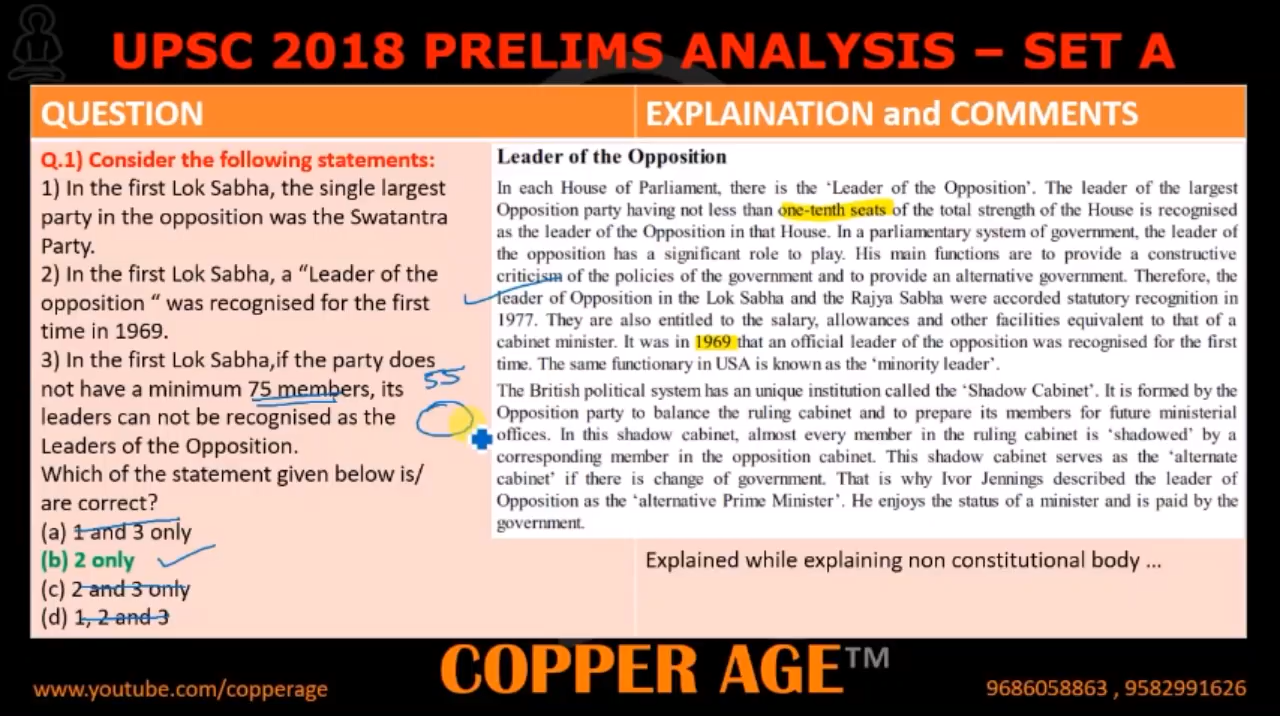 UPSC 2018 PRELIMS ANALYSIS – SET A
QUESTION
EXPLAINATION and COMMENTS
Q.1) Consider the following statements:
1) In the first Lok Sabha, the single largest
party in the opposition was the Swatantra
Party.
2) In the first Lok Sabha, a “Leader of the
opposition “ was recognised for the first
time in 1969.
3) In the first Lok Sabha,if the party does
not have a minimum 75 members, its
55
leaders can not be recognised as the
Leaders of the Opposition.
Which of the statement given below is/
are correct?
(a) 1 and 3 only
(b) 2 only
(c) 2 and 3 only
(d) 1, 2 and 3
Leader of the Opposition
In each House of Parliament, there is the ‘Leader of the Opposition’. The leader of the largest
Opposition party having not less than one-tenth seats of the total strength of the House is recognised
as the leader of the Opposition in that House. In a parliamentary system of government, the leader of
the opposition has a significant role to play. His main functions are to provide a constructive
criticism of the policies of the government and to provide an alternative government. Therefore, the
leader of Opposition in the Lok Sabha and the Rajya Sabha were accorded statutory recognition in
1977. They are also entitled to the salary, allowances and other facilities equivalent to that of a
cabinet minister. It was in 1969 that an official leader of the opposition was recognised for the first
time. The same functionary in USA is known as the ‘minority leader’.
The British political system has an unique institution called the ‘Shadow Cabinet’. It is formed by the
Opposition party to balance the ruling cabinet and to prepare its members for future ministerial
offices. In this shadow cabinet, almost every member in the ruling cabinet is ‘shadowed’ by a
corresponding member in the opposition cabinet. This shadow cabinet serves as the ‘alternate
cabinet’ if there is change of government. That is why Ivor Jennings described the leader of
Opposition as the ‘alternative Prime Minister’. He enjoys the status of a minister and is paid by the
government.
Explained while explaining non constitutional body ...
www.youtube.com/copperage
COPPER AGE™
9686058863 , 9582991626